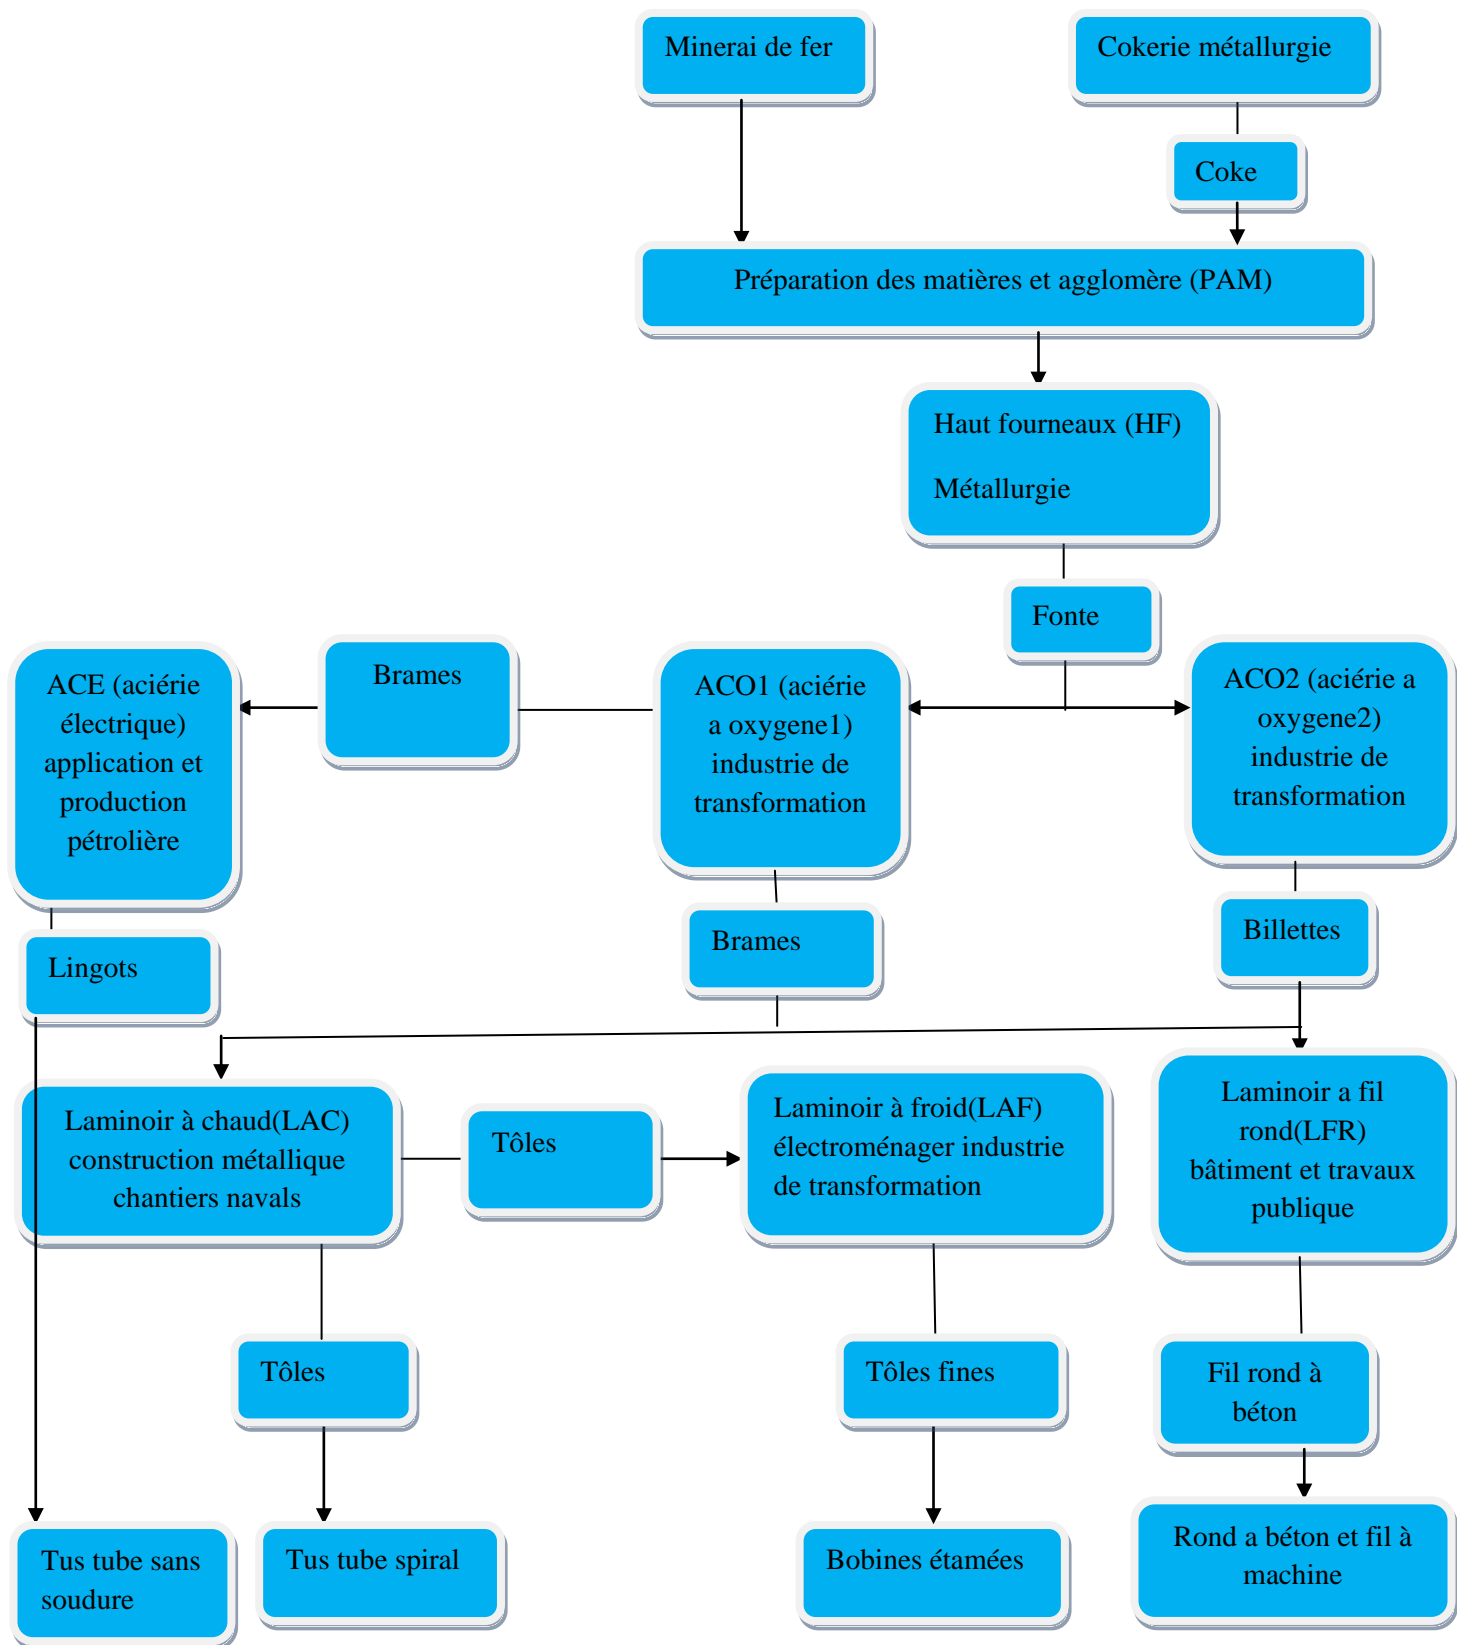 Minerai de fer
Cokerie métallurgie
Coke
Préparation des matières et agglomère (PAM)
Haut fourneaux (HF)
Métallurgie
Fonte
ACE (aciérie
électrique)
application et
production
pétrolière
Brames
ACO1 (aciérie
a oxygene1)
industrie de
transformation
ACO2 (aciérie a
oxygene2)
industrie de
transformation
Lingots
Brames
Billettes
Laminoir à chaud(LAC)
construction métallique
chantiers navals
Tôles
Laminoir à froid(LAF)
électroménager industrie
de transformation
Laminoir a fil
rond(LFR)
bâtiment et travaux
publique
Tôles
Tôles fines
Fil rond à
béton
Tus tube sans
soudure
Tus tube spiral
Bobines étamées
Rond a béton et fil à
machine